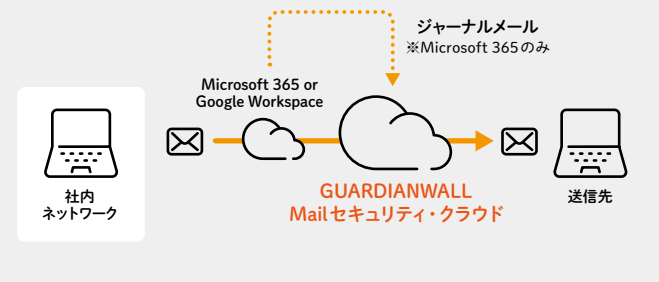 ジャーナルメール
※Microsoft 365のみ
Microsoft 365 or
Google Workspace
社内
ネットワーク
GUARDIANWALL
Mailセキュリティ・クラウド
送信先